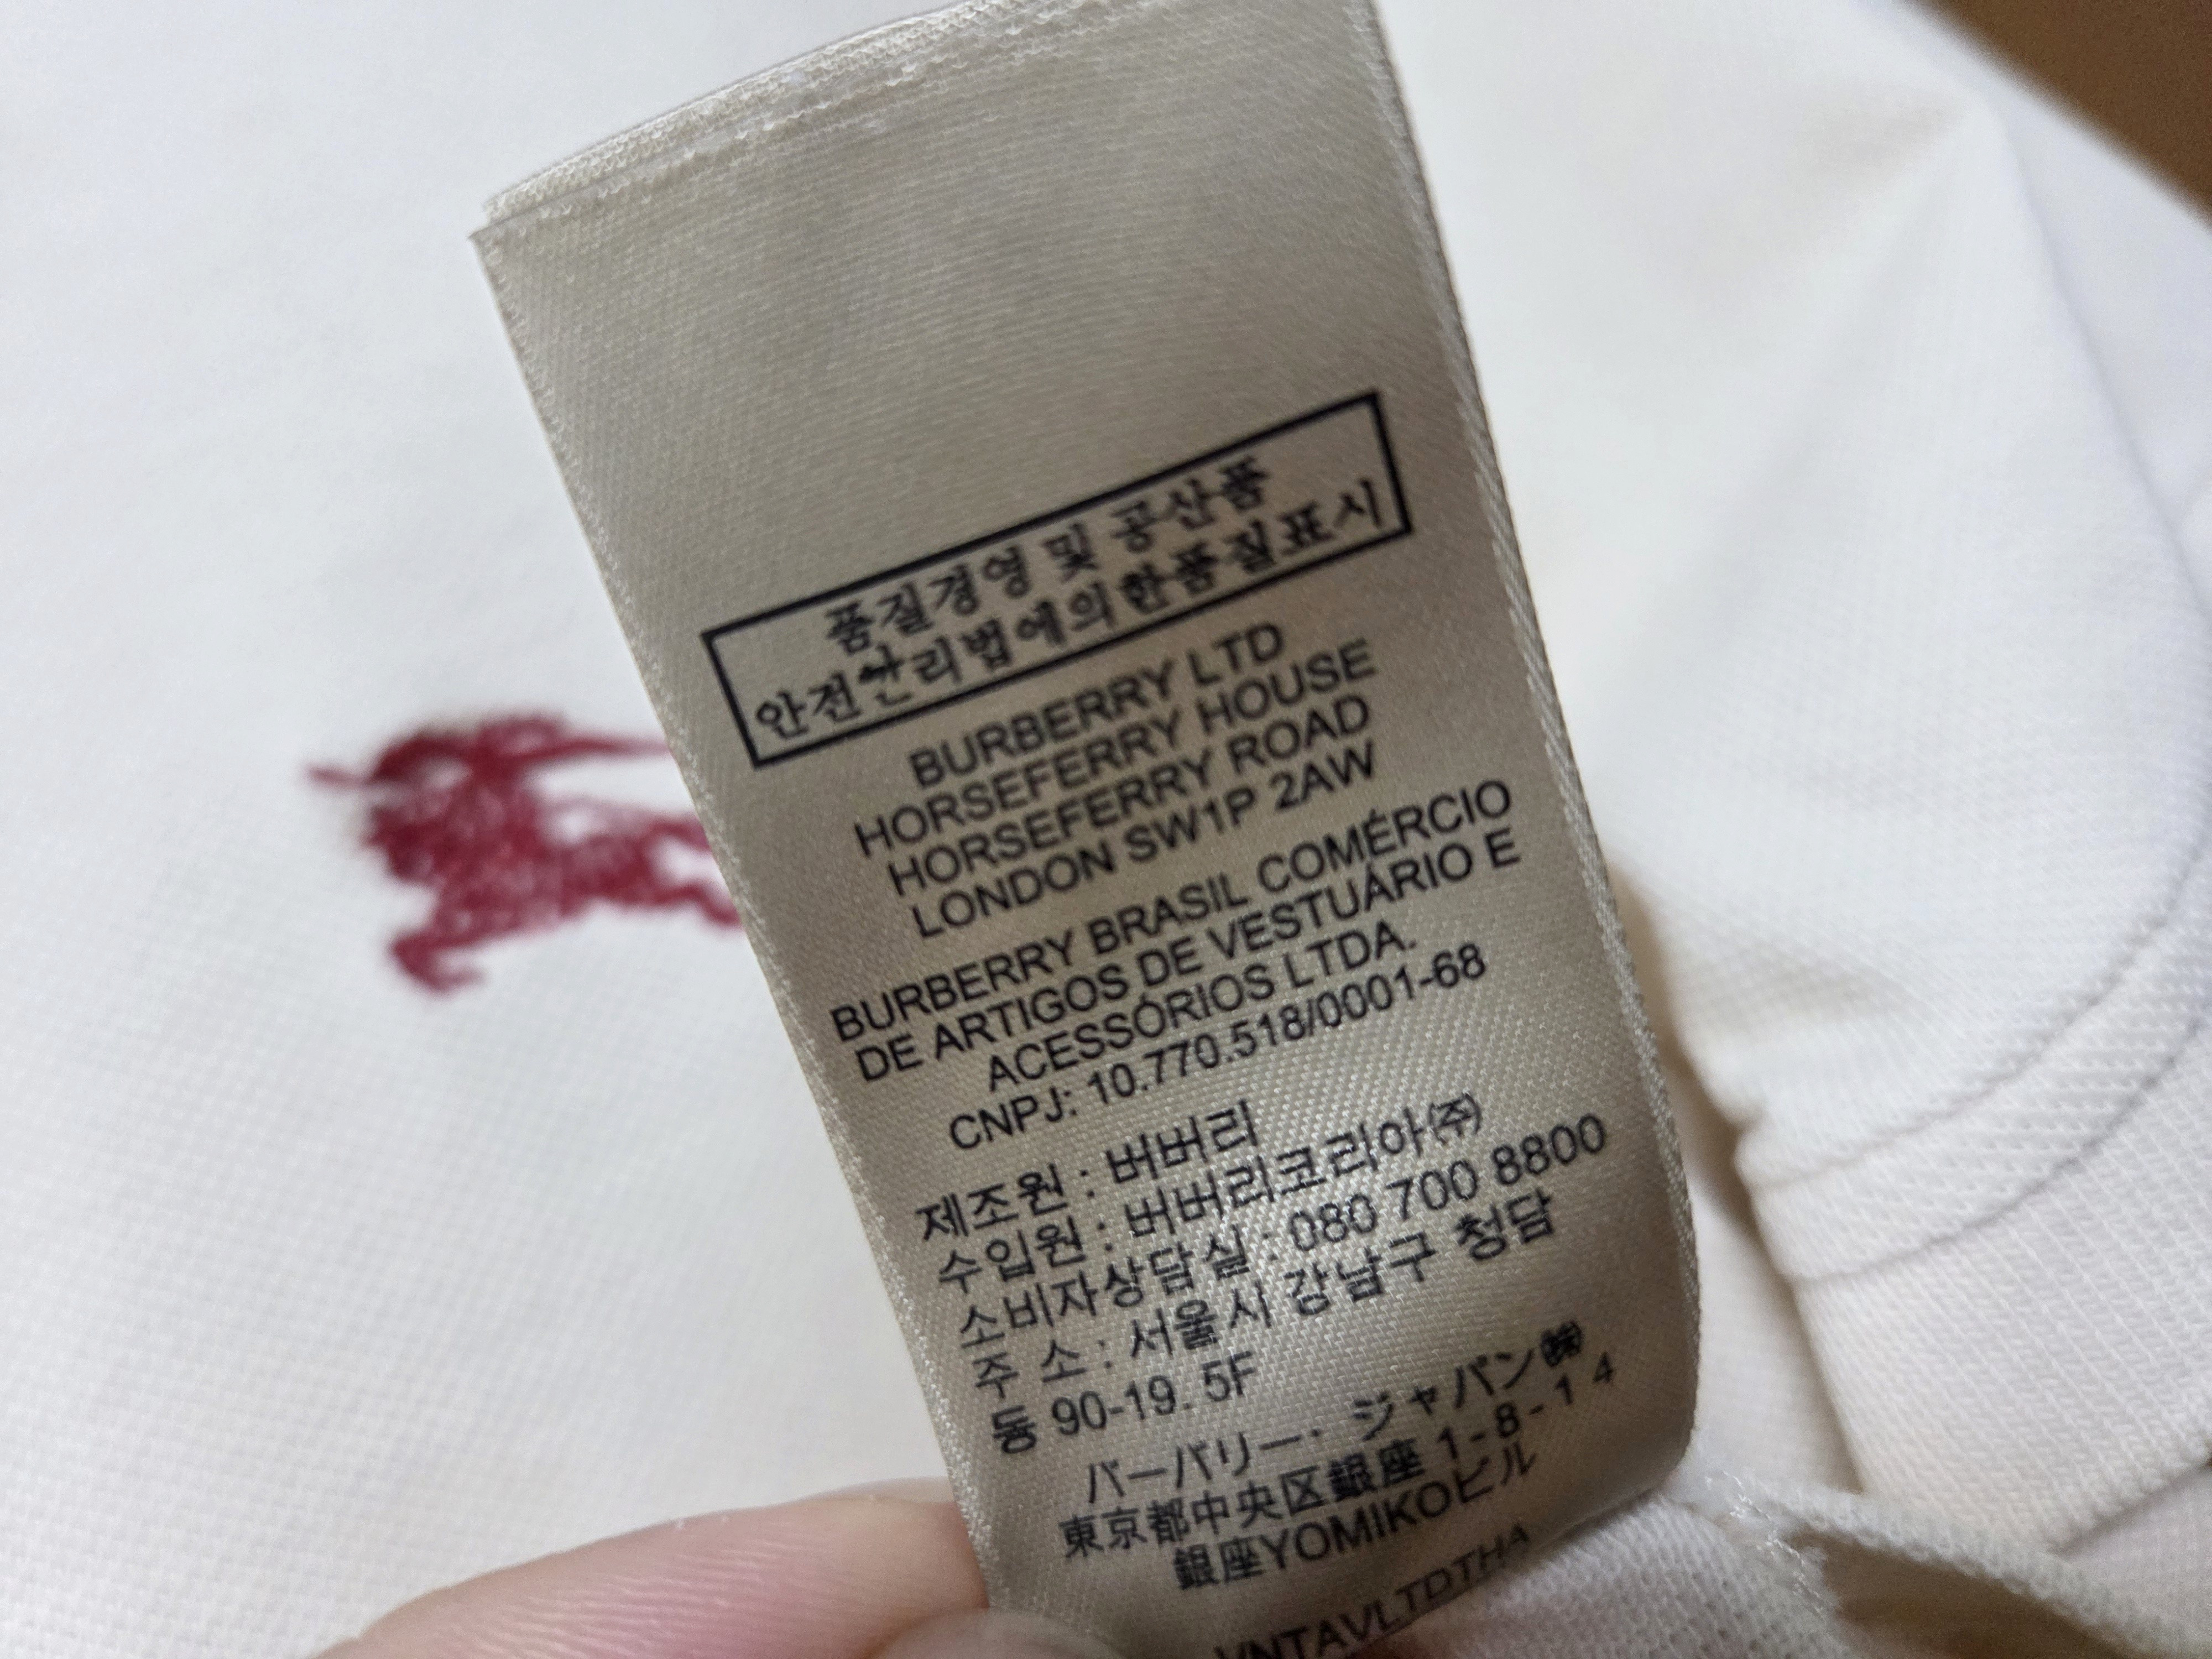 품질경영 및 공산품
안전관리법에의한품질표시
BURBERRY LTD
HORSEFERRY HOUSE
HORSEFERRY ROAD
LONDON SW1P 2AW
BURBERRY BRASIL COMÉRCIO
DE ARTIGOS DE VESTUÁRIO E
ACESSÓRIOS LTDA.
CNPJ: 10.770.518/0001-68
제조원 : 버버리
수입원 : 버버리코리아㈜
소비자상담실 : 080 700 8800
주 소 : 서울시 강남구 청담
동 90-19. 5F
バーバリー・ジャパン㈱
東京都中央区銀座 1-8-14
銀座YOMIKOビル
VNTAVLTDTHA